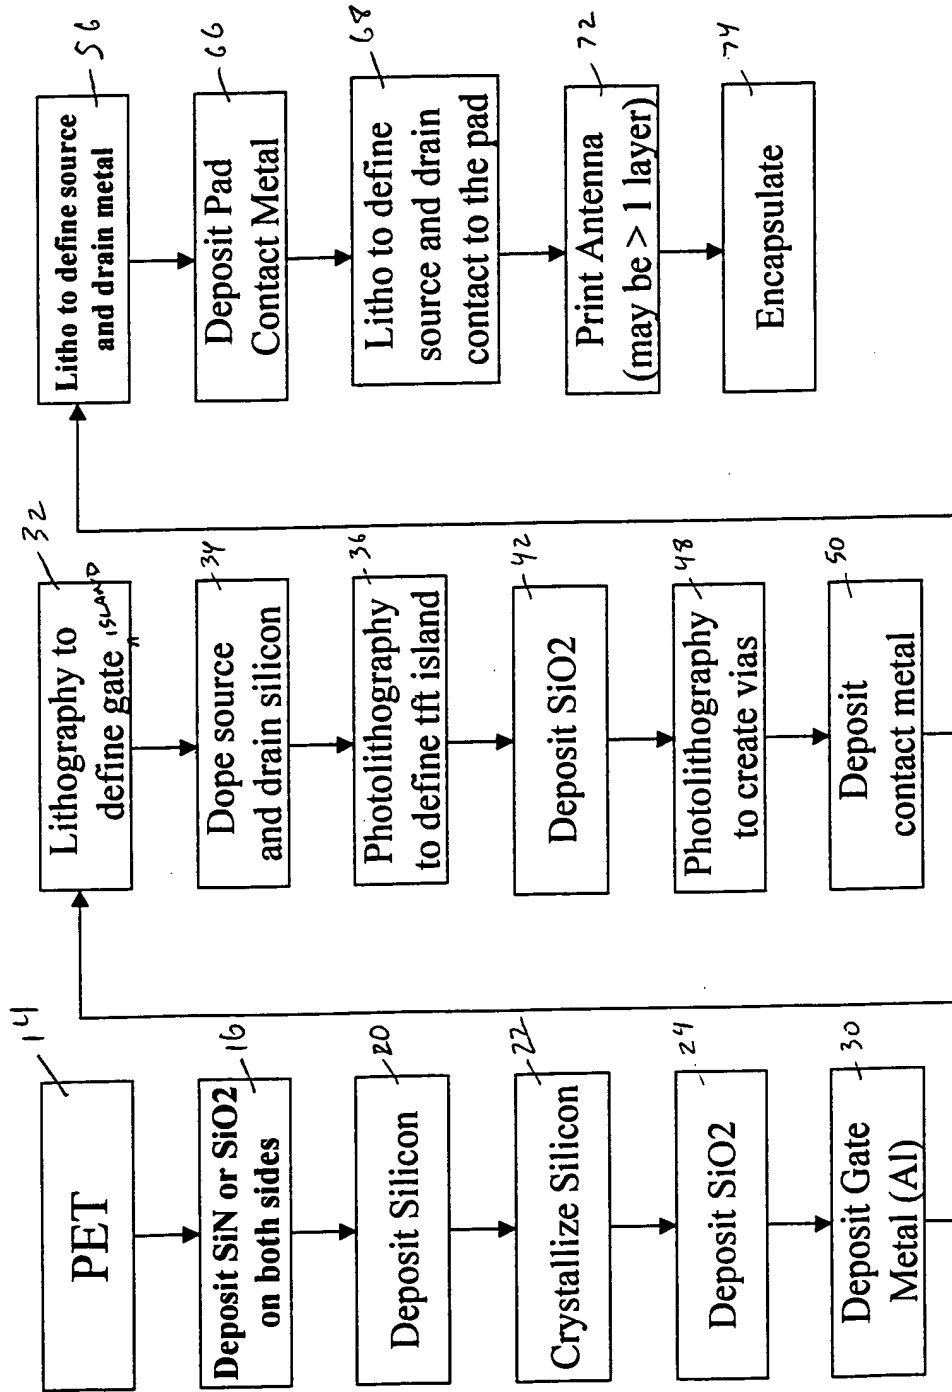 14
PET
16
Deposit SiN or SiO2
on both sides
20
Deposit Silicon
22
Crystallize Silicon
24
Deposit SiO2
30
Deposit Gate
Metal (Al)
32
Lithography to
define gate ISLAND
34
Dope source
and drain silicon
36
Photolithography
to define tft island
42
Deposit SiO2
48
Photolithography
to create vias
50
Deposit
contact metal
56
Litho to define source
and drain metal
66
Deposit Pad
Contact Metal
68
Litho to define
source and drain
contact to the pad
72
Print Antenna
(may be > 1 layer)
74
Encapsulate